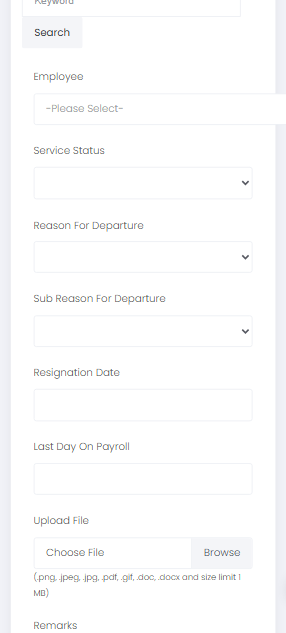 Keyword
Search
Employee
-Please Select-
Service Status
Reason For Departure
Sub Reason For Departure
Resignation Date
Last Day On Payroll
Upload File
Choose File Browse
(.png, .jpeg, .jpg, .pdf, .gif, .doc, .docx and size limit 1
MB)
Remarks